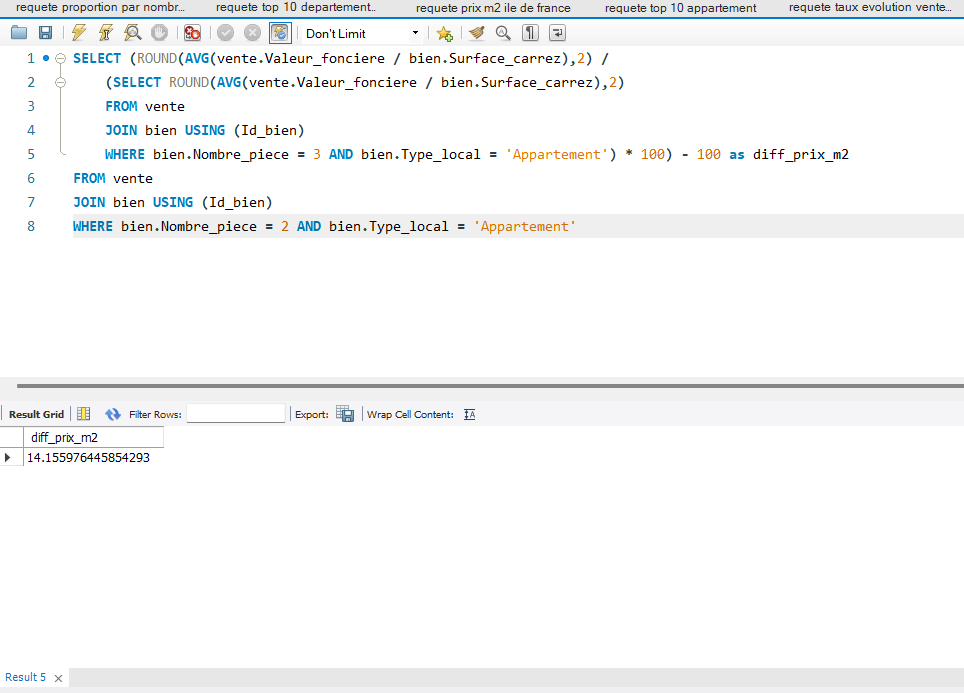 requete proportion par nombr... requete top 10 departement.. requete prix m2 ile de france requete top 10 appartement requete taux evolution vente...
Don't Limit
1 SELECT (ROUND(AVG(vente.Valeur_fonciere / bien.Surface_carrez),2) /
2 (SELECT ROUND(AVG(vente.Valeur_fonciere / bien.Surface_carrez),2)
3 FROM vente
4 JOIN bien USING (Id_bien)
5 WHERE bien.Nombre_piece = 3 AND bien.Type_local = 'Appartement') * 100) - 100 as diff_prix_m2
6 FROM vente
7 JOIN bien USING (Id_bien)
8 WHERE bien.Nombre_piece = 2 AND bien.Type_local = 'Appartement'
Result Grid Filter Rows: Export: Wrap Cell Content: IA
diff_prix_m2
14.155976445854293
Result 5